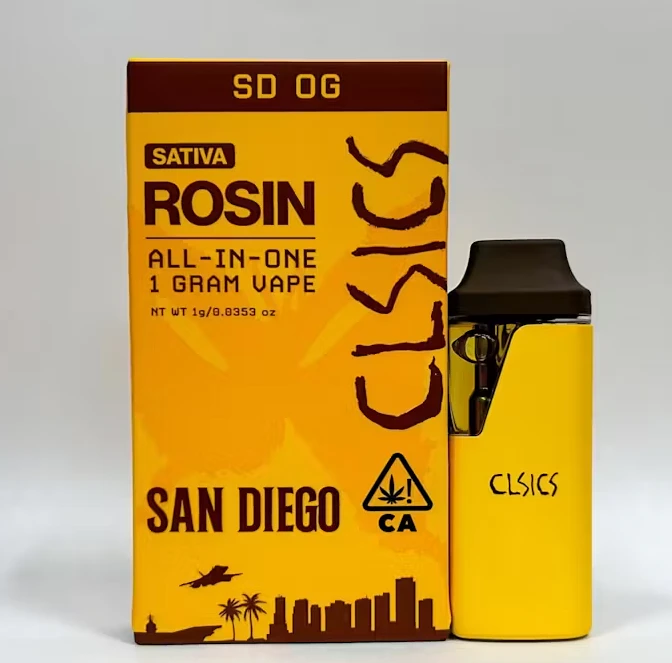 SD OG
SATIVA
ROSIN
ALL-IN-ONE
1 GRAM VAPE
NT WT 1g/0.0353 oz
CLSICS
SAN DIEGO
CA
CLSICS